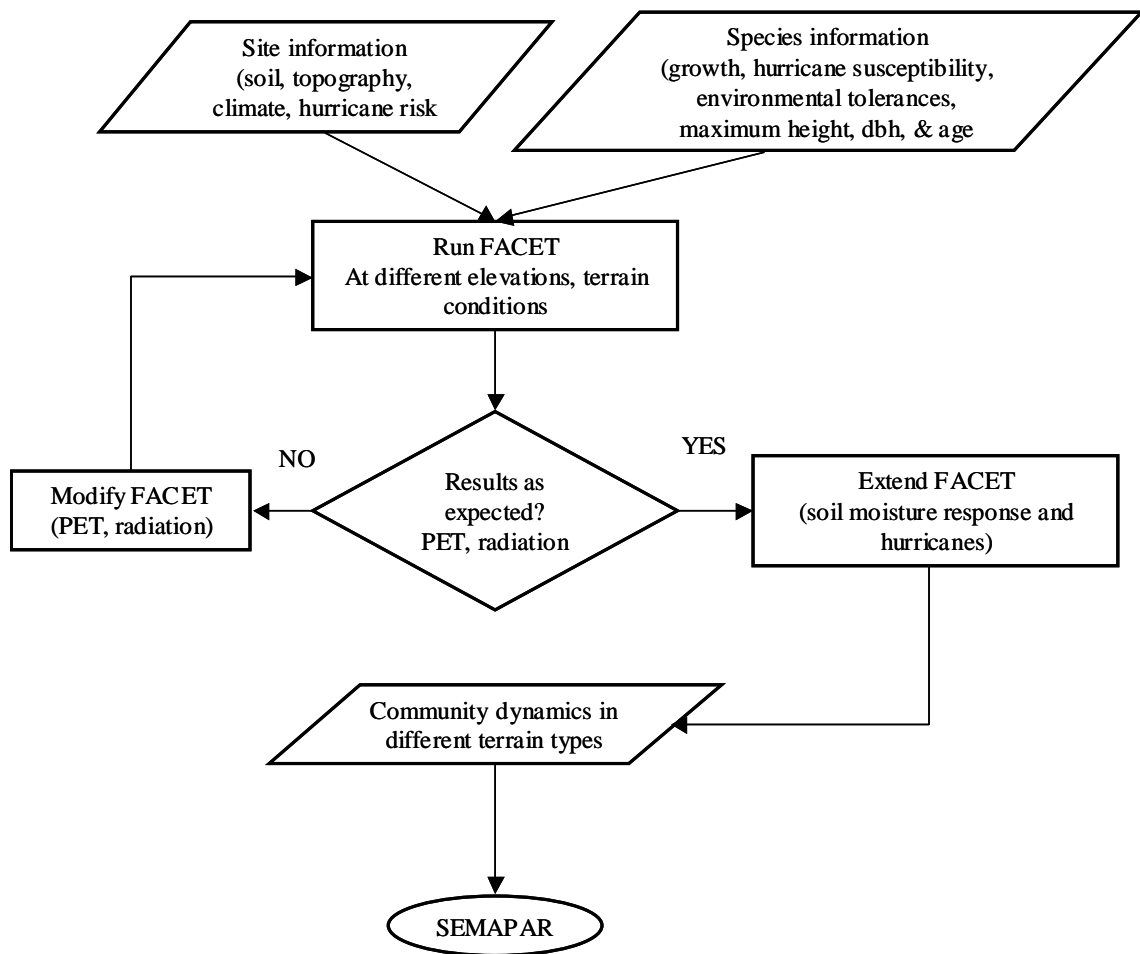 Site information
(soil, topography,
climate, hurricane risk
Species information
(growth, hurricane susceptibility,
environmental tolerances,
maximum height, dbh, & age
Run FACET
At different elevations, terrain
conditions
NO
YES
Modify FACET
(PET, radiation)
Results as
expected?
PET, radiation
Extend FACET
(soil moisture response and
hurricanes)
Community dynamics in
different terrain types
SEMAPAR